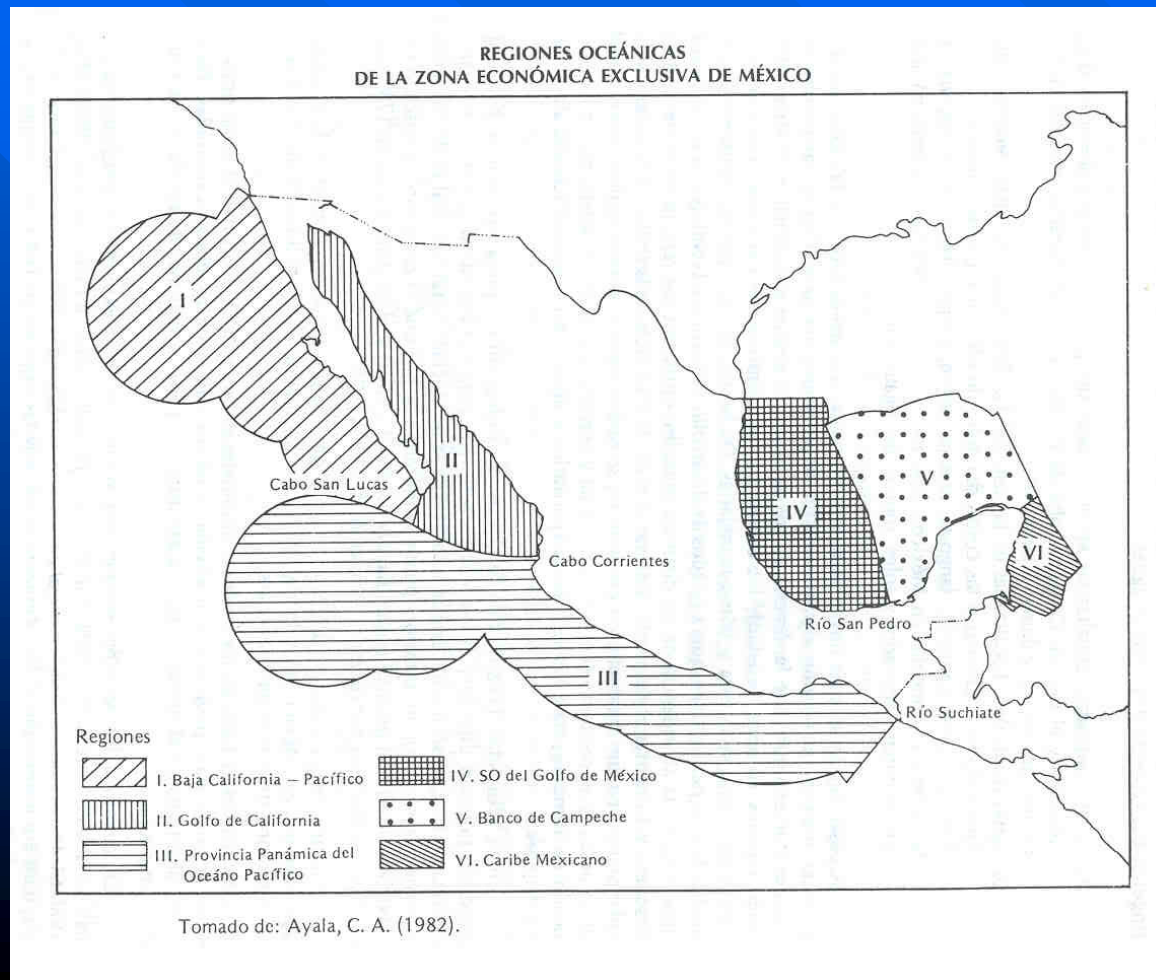 REGIONES OCEÁNICAS
DE LA ZONA ECONÓMICA EXCLUSIVA DE MÉXICO
I
II
Cabo San Lucas
Cabo Corrientes
III
IV
V
VI
Río San Pedro
Río Suchiate
Regiones
I. Baja California – Pacífico
II. Golfo de California
III. Provincia Panámica del
Oceáno Pacífico
IV. SO del Golfo de México
V. Banco de Campeche
VI. Caribe Mexicano
Tomado de: Ayala, C. A. (1982).